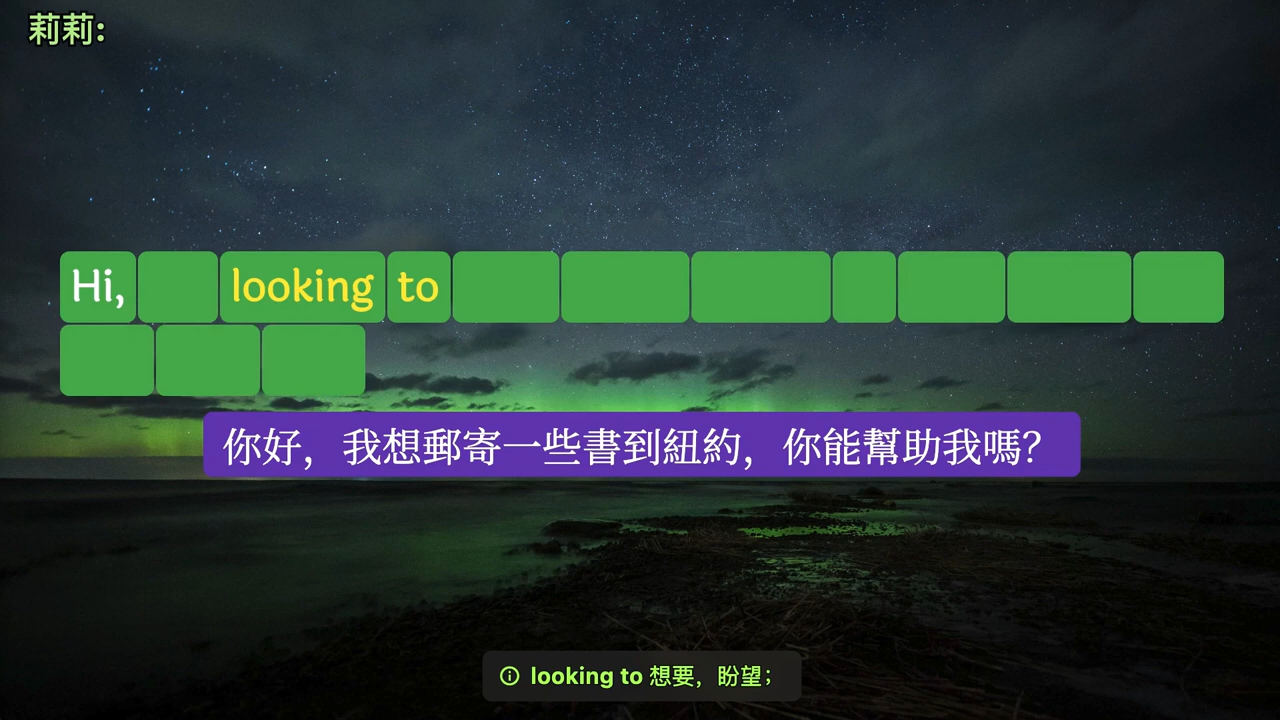 莉莉:
Hi, looking to
你好，我想郵寄一些書到紐約，你能幫助我嗎？
ⓘ looking to 想要，盼望；